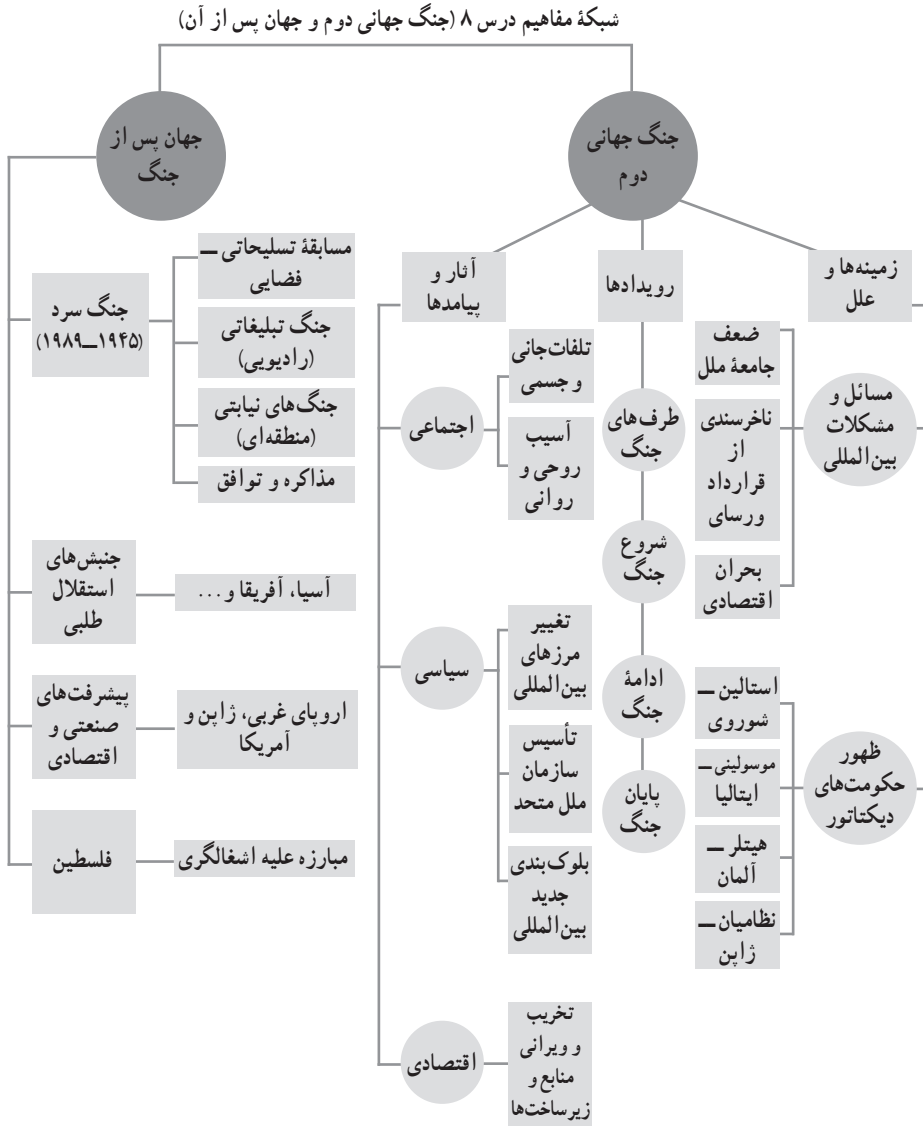 شبکهٔ مفاهیم درس ۸ (جنگ جهانی دوم و جهان پس از آن)
جنگ جهانی
دوم
زمینه‌ها و
علل
مسائل و
مشکلات
بین‌المللی
ضعف
جامعهٔ ملل
ناخرسندی
از
قرارداد
ورسای
بحران
اقتصادی
ظهور
حکومت‌های
دیکتاتور
استالین ــ
شوروی
موسولینی ــ
ایتالیا
هیتلر ــ
آلمان
نظامیان ــ
ژاپن
رویدادها
طرف‌های
جنگ
شروع
جنگ
ادامهٔ
جنگ
پایان
جنگ
آثار و
پیامدها
اجتماعی
تلفات‌جانی
و جسمی
آسیب
روحی و
روانی
سیاسی
تغییر
مرزهای
بین‌المللی
تأسیس
سازمان
ملل متحد
بلوک‌بندی
جدید
بین‌المللی
اقتصادی
تخریب
و ویرانی
منابع و
زیرساخت‌ها
جهان پس از
جنگ
جنگ سرد
(۱۹۴۵ــ۱۹۸۹)
مسابقهٔ تسلیحاتی ــ
فضایی
جنگ تبلیغاتی
(رادیویی)
جنگ‌های نیابتی
(منطقه‌ای)
مذاکره و توافق
جنبش‌های
استقلال
طلبی
آسیا، آفریقا و ...
پیشرفت‌های
صنعتی و
اقتصادی
اروپای غربی، ژاپن و
آمریکا
فلسطین
مبارزه علیه اشغالگری